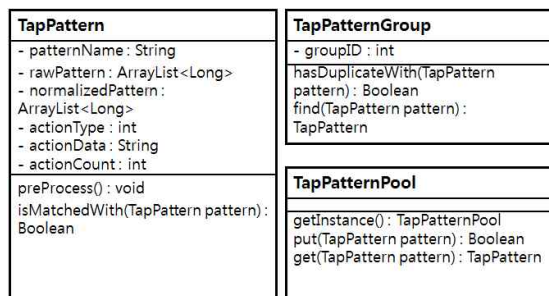 TapPattern
- patternName : String
- rawPattern : ArrayList<Long>
- normalizedPattern :
ArrayList<Long>
- actionType : int
- actionData : String
- actionCount : int
preProcess() : void
isMatchedWith(TapPattern pattern) :
Boolean
TapPatternGroup
- groupID : int
hasDuplicateWith(TapPattern
pattern) : Boolean
find(TapPattern pattern) :
TapPattern
TapPatternPool
getInstance() : TapPatternPool
put(TapPattern pattern) : Boolean
get(TapPattern pattern) : TapPattern